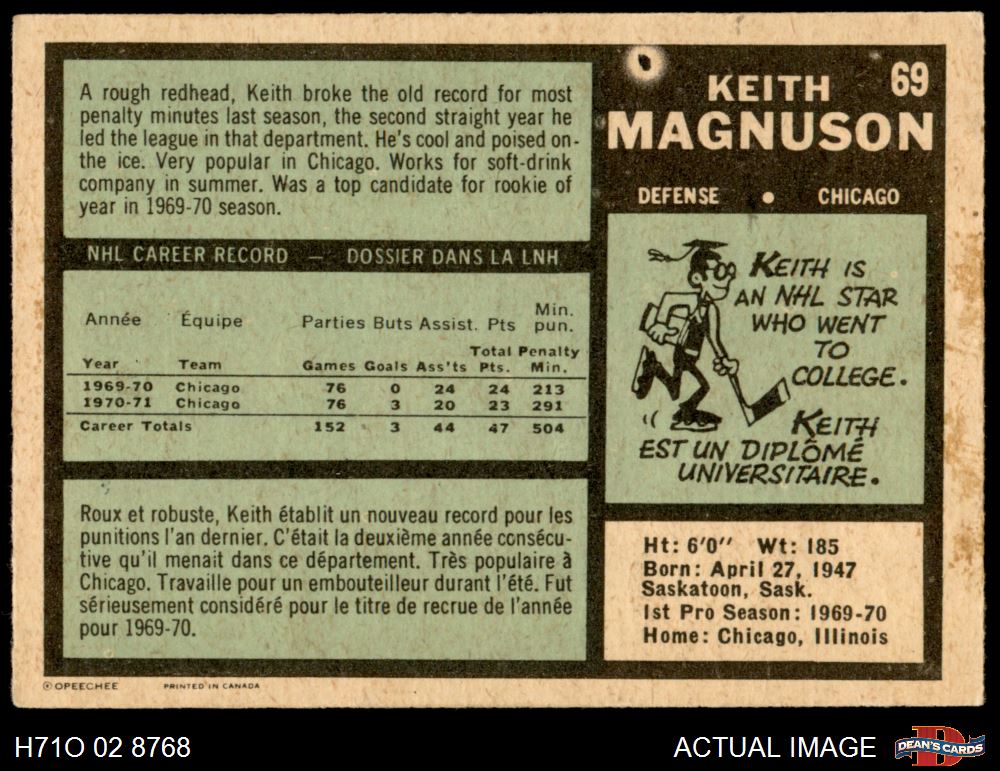 A rough redhead, Keith broke the old record for most
penalty minutes last season, the second straight year he
led the league in that department. He's cool and poised on
the ice. Very popular in Chicago. Works for soft-drink
company in summer. Was a top candidate for rookie of
year in 1969-70 season.
69
KEITH
MAGNUSON
DEFENSE • CHICAGO
NHL CAREER RECORD — DOSSIER DANS LA LNH
Année Équipe Parties Buts Assist. Pts Min. pun.
Year Team Games Goals Ass'ts Total Pts. Penalty Min.
1969-70 Chicago 76 0 24 24 213
1970-71 Chicago 76 3 20 23 291
Career Totals 152 3 44 47 504
KEITH IS
AN NHL STAR
WHO WENT
TO
COLLEGE.
KEITH
EST UN DIPLÔMÉ
UNIVERSITAIRE.
Roux et robuste, Keith établit un nouveau record pour les
punitions l'an dernier. C'était la deuxième année consécu-
tive qu'il menait dans ce département. Très populaire à
Chicago. Travaille pour un embouteilleur durant l'été. Fut
sérieusement considéré pour le titre de recrue de l'année
pour 1969-70.
Ht: 6'0" Wt: 185
Born: April 27, 1947
Saskatoon, Sask.
1st Pro Season: 1969-70
Home: Chicago, Illinois
© OPEECHEE PRINTED IN CANADA
H71O 02 8768
ACTUAL IMAGE
DEAN'S CARDS